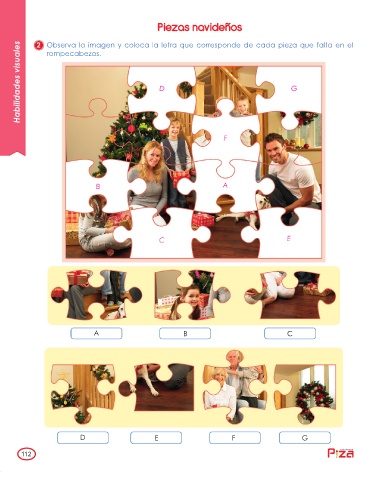 Piezas navideños
Habilidades visuales
2 Observa la imagen y coloca la letra que corresponde de cada pieza que falta en el
rompecabezas.
D G
F
B A
C E
A B C
D E F G
112 Piza